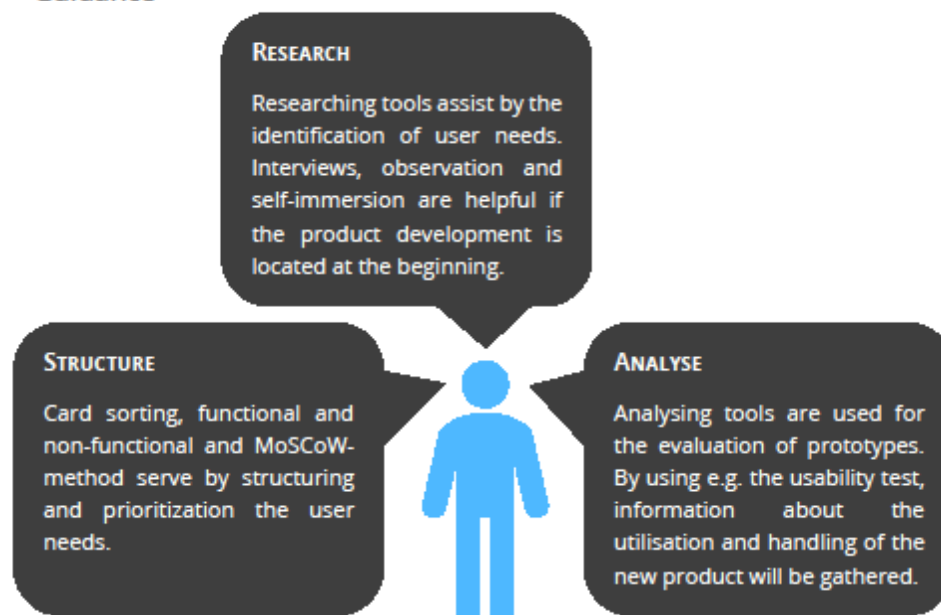 RESEARCH
Researching tools assist by the
identification of user needs.
Interviews, observation and
self-immersion are helpful if
the product development is
located at the beginning.
STRUCTURE
Card sorting, functional and
non-functional and MoSCoW-
method serve by structuring
and prioritization the user
needs.
ANALYSE
Analysing tools are used for
the evaluation of prototypes.
By using e.g. the usability test,
information about the
utilisation and handling of the
new product will be gathered.